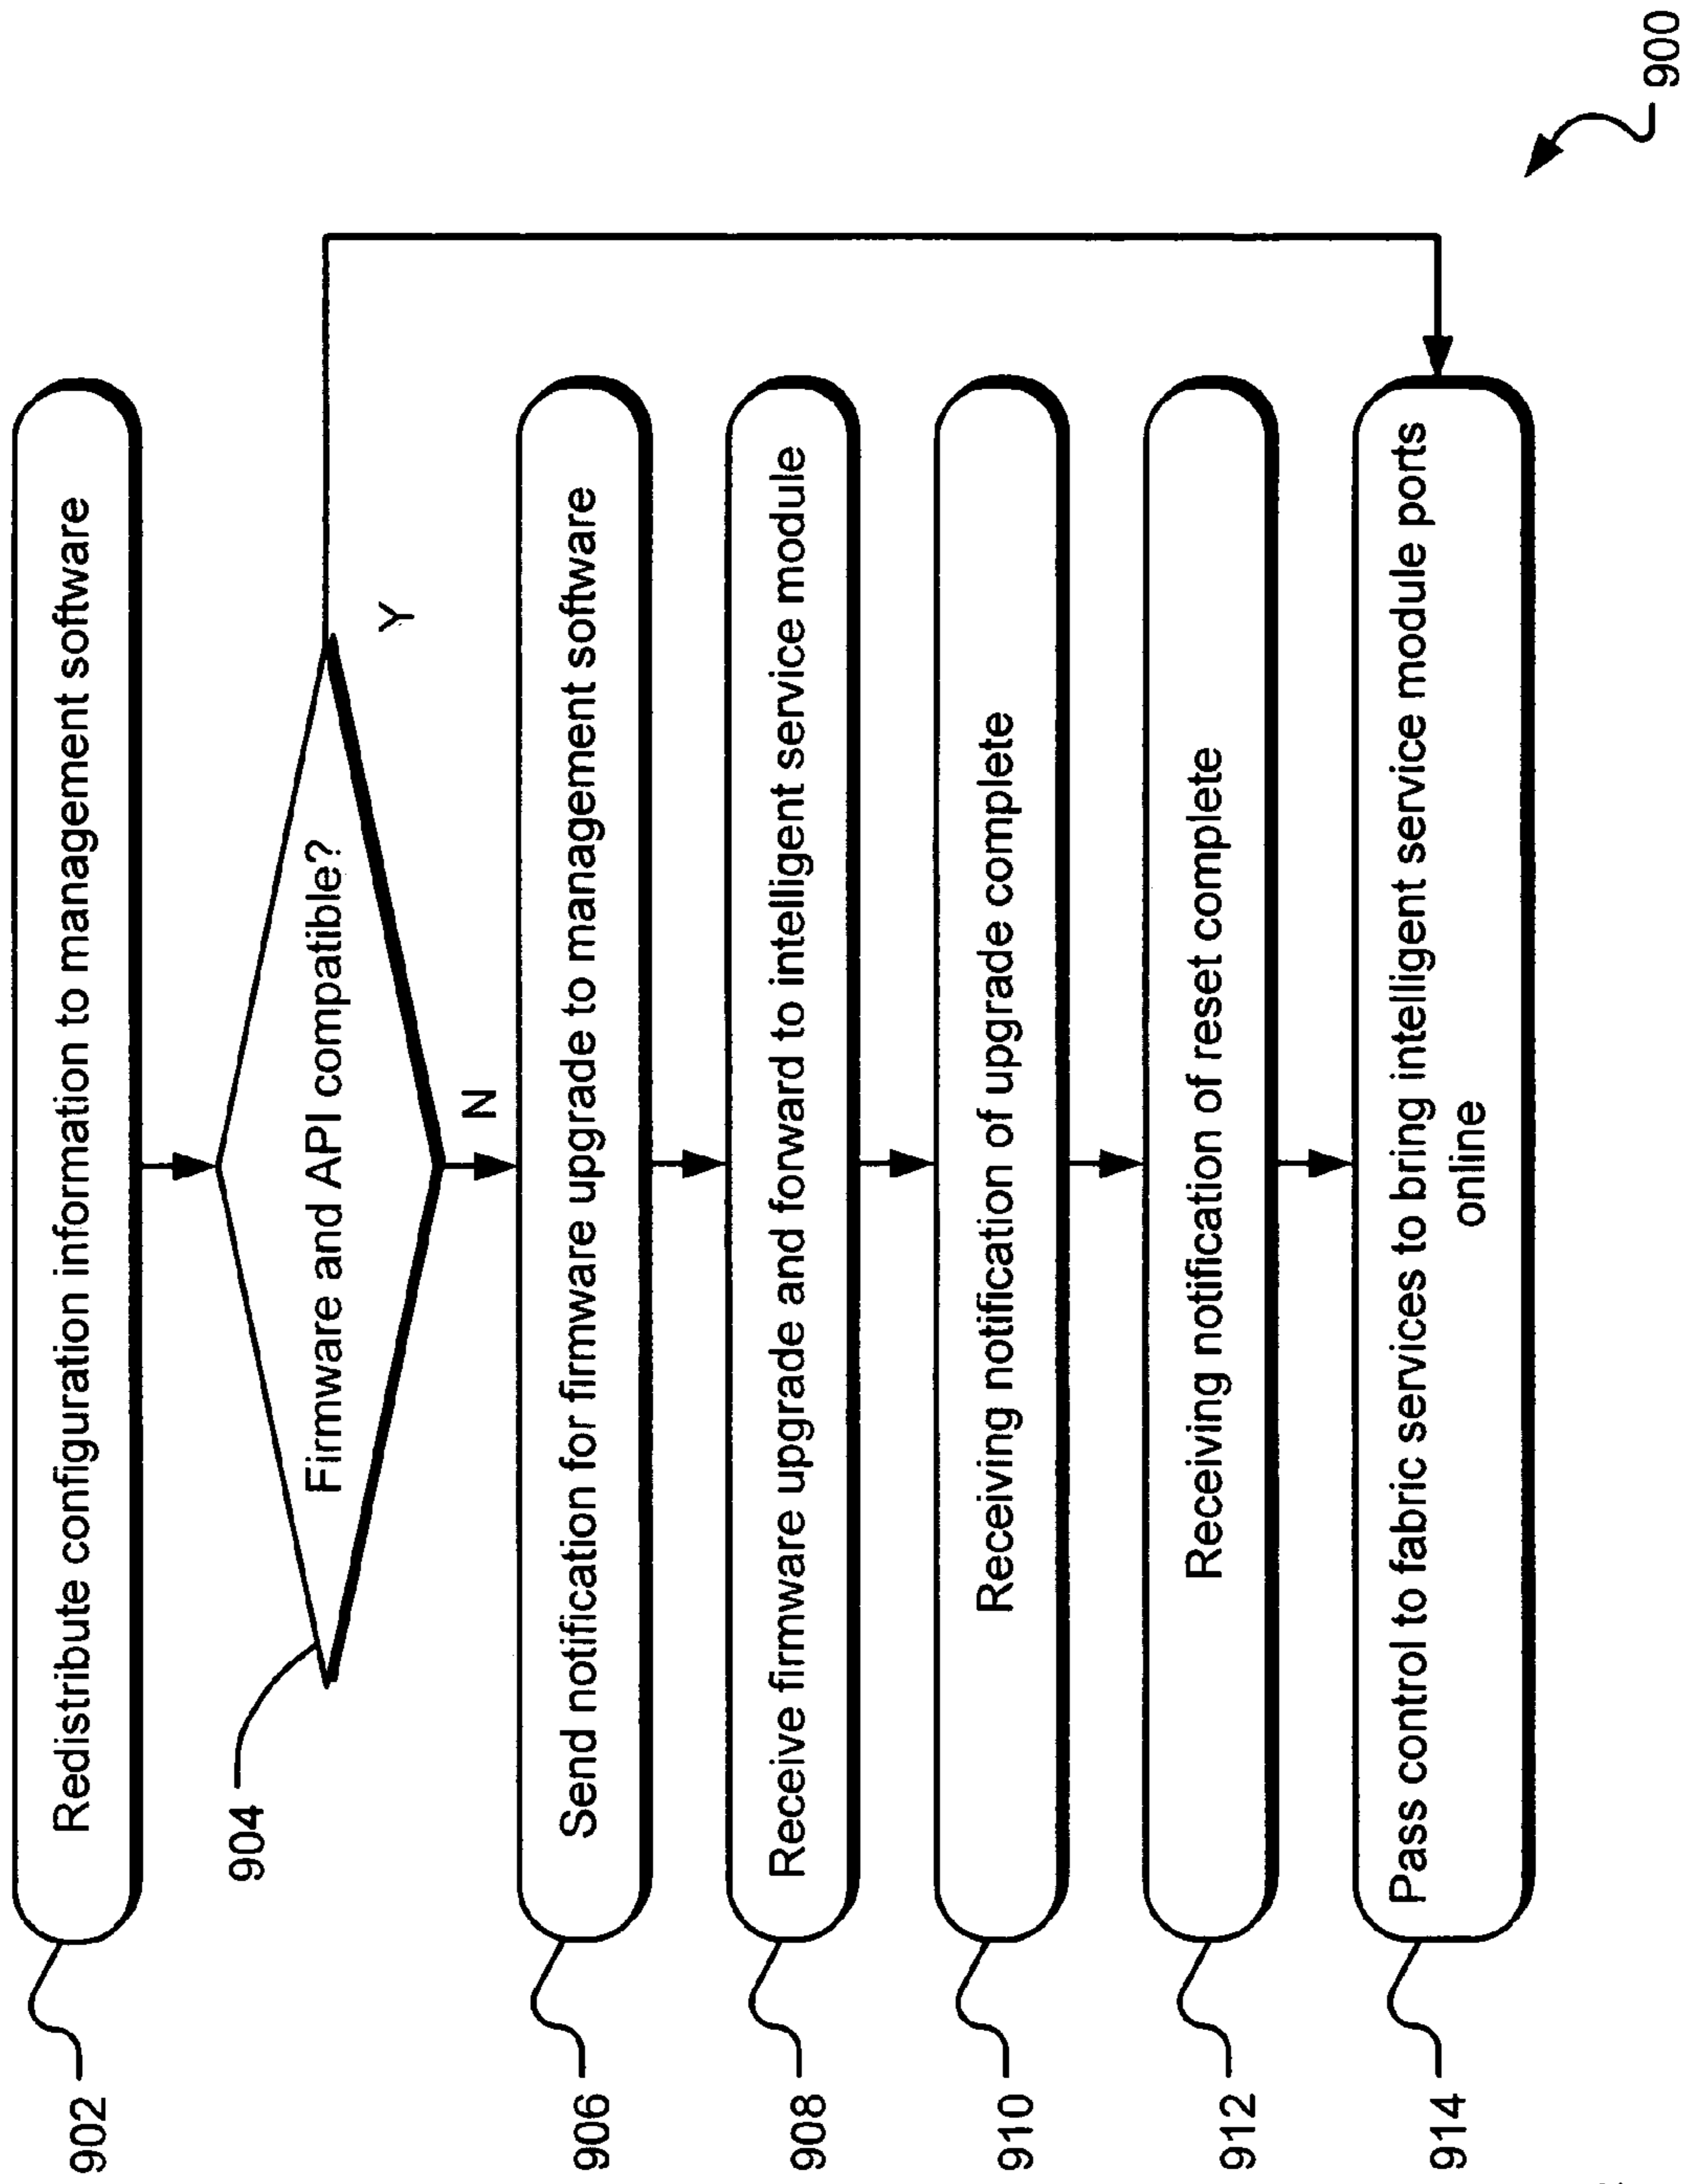 902
Redistribute configuration information to management software
904
Firmware and API compatible?
Y
N
906
Send notification for firmware upgrade to management software
908
Receive firmware upgrade and forward to intelligent service module
910
Receiving notification of upgrade complete
912
Receiving notification of reset complete
914
Pass control to fabric services to bring intelligent service module ports
online
900